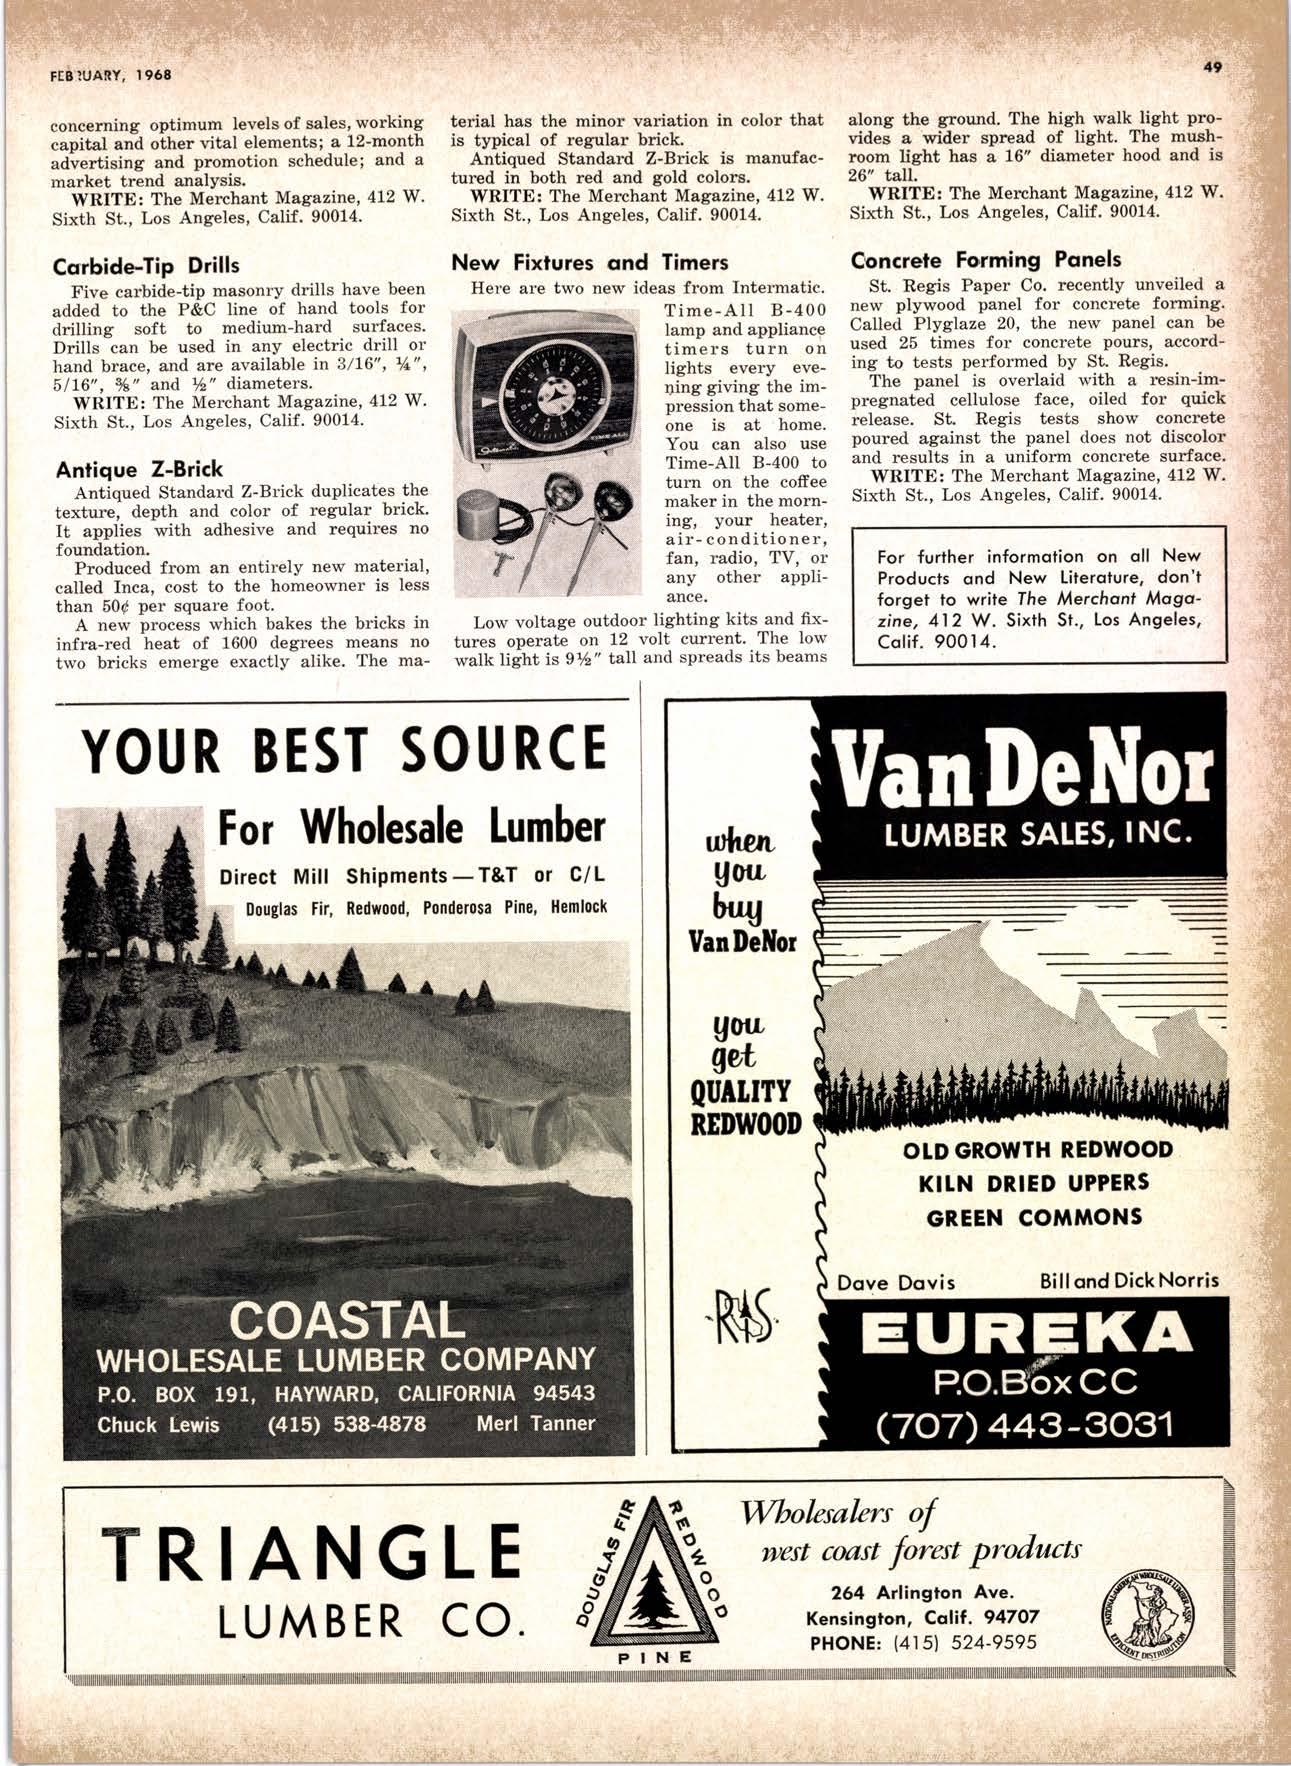 FEBRUARY, 1968
49
concerning optimum levels of sales, working
capital and other vital elements; a 12-month
advertising and promotion schedule; and a
market trend analysis.
WRITE: The Merchant Magazine, 412 W.
Sixth St., Los Angeles, Calif. 90014.
Carbide-Tip Drills
Five carbide-tip masonry drills have been
added to the P&C line of hand tools for
drilling soft to medium-hard surfaces.
Drills can be used in any electric drill or
hand brace, and are available in 3/16", ¼",
5/16", ⅜" and ½" diameters.
WRITE: The Merchant Magazine, 412 W.
Sixth St., Los Angeles, Calif. 90014.
Antique Z-Brick
Antiqued Standard Z-Brick duplicates the
texture, depth and color of regular brick.
It applies with adhesive and requires no
foundation.
Produced from an entirely new material,
called Inca, cost to the homeowner is less
than 50¢ per square foot.
A new process which bakes the bricks in
infra-red heat of 1600 degrees means no
two bricks emerge exactly alike. The ma-
terial has the minor variation in color that
is typical of regular brick.
Antiqued Standard Z-Brick is manufac-
tured in both red and gold colors.
WRITE: The Merchant Magazine, 412 W.
Sixth St., Los Angeles, Calif. 90014.
New Fixtures and Timers
Here are two new ideas from Intermatic.
Time-All B-400
lamp and appliance
timers turn on
lights every eve-
ning giving the im-
pression that some-
one is at home.
You can also use
Time-All B-400 to
turn on the coffee
maker in the morn-
ing, your heater,
air-conditioner,
fan, radio, TV, or
any other appli-
ance.
TIME-ALL
Low voltage outdoor lighting kits and fix-
tures operate on 12 volt current. The low
walk light is 9½" tall and spreads its beams
along the ground. The high walk light pro-
vides a wider spread of light. The mush-
room light has a 16" diameter hood and is
26" tall.
WRITE: The Merchant Magazine, 412 W.
Sixth St., Los Angeles, Calif. 90014.
Concrete Forming Panels
St. Regis Paper Co. recently unveiled a
new plywood panel for concrete forming.
Called Plyglaze 20, the new panel can be
used 25 times for concrete pours, accord-
ing to tests performed by St. Regis.
The panel is overlaid with a resin-im-
pregnated cellulose face, oiled for quick
release. St. Regis tests show concrete
poured against the panel does not discolor
and results in a uniform concrete surface.
WRITE: The Merchant Magazine, 412 W.
Sixth St., Los Angeles, Calif. 90014.
For further information on all New
Products and New Literature, don't
forget to write The Merchant Maga-
zine, 412 W. Sixth St., Los Angeles,
Calif. 90014.
YOUR BEST SOURCE
For Wholesale Lumber
Direct Mill Shipments — T&T or C/L
Douglas Fir, Redwood, Ponderosa Pine, Hemlock
COASTAL
WHOLESALE LUMBER COMPANY
P.O. BOX 191, HAYWARD, CALIFORNIA 94543
Chuck Lewis (415) 538-4878 Merl Tanner
when
you
buy
VanDeNor
you
get
QUALITY
REDWOOD
VanDeNor
LUMBER SALES, INC.
OLD GROWTH REDWOOD
KILN DRIED UPPERS
GREEN COMMONS
Dave Davis Bill and Dick Norris
EUREKA
P.O.Box CC
(707) 443-3031
TRIANGLE
LUMBER CO.
DOUGLAS FIR
REDWOOD
PINE
Wholesalers of
west coast forest products
264 Arlington Ave.
Kensington, Calif. 94707
PHONE: (415) 524-9595
NATIONAL-AMERICAN WHOLESALE LUMBER ASSN.
EFFICIENT DISTRIBUTION